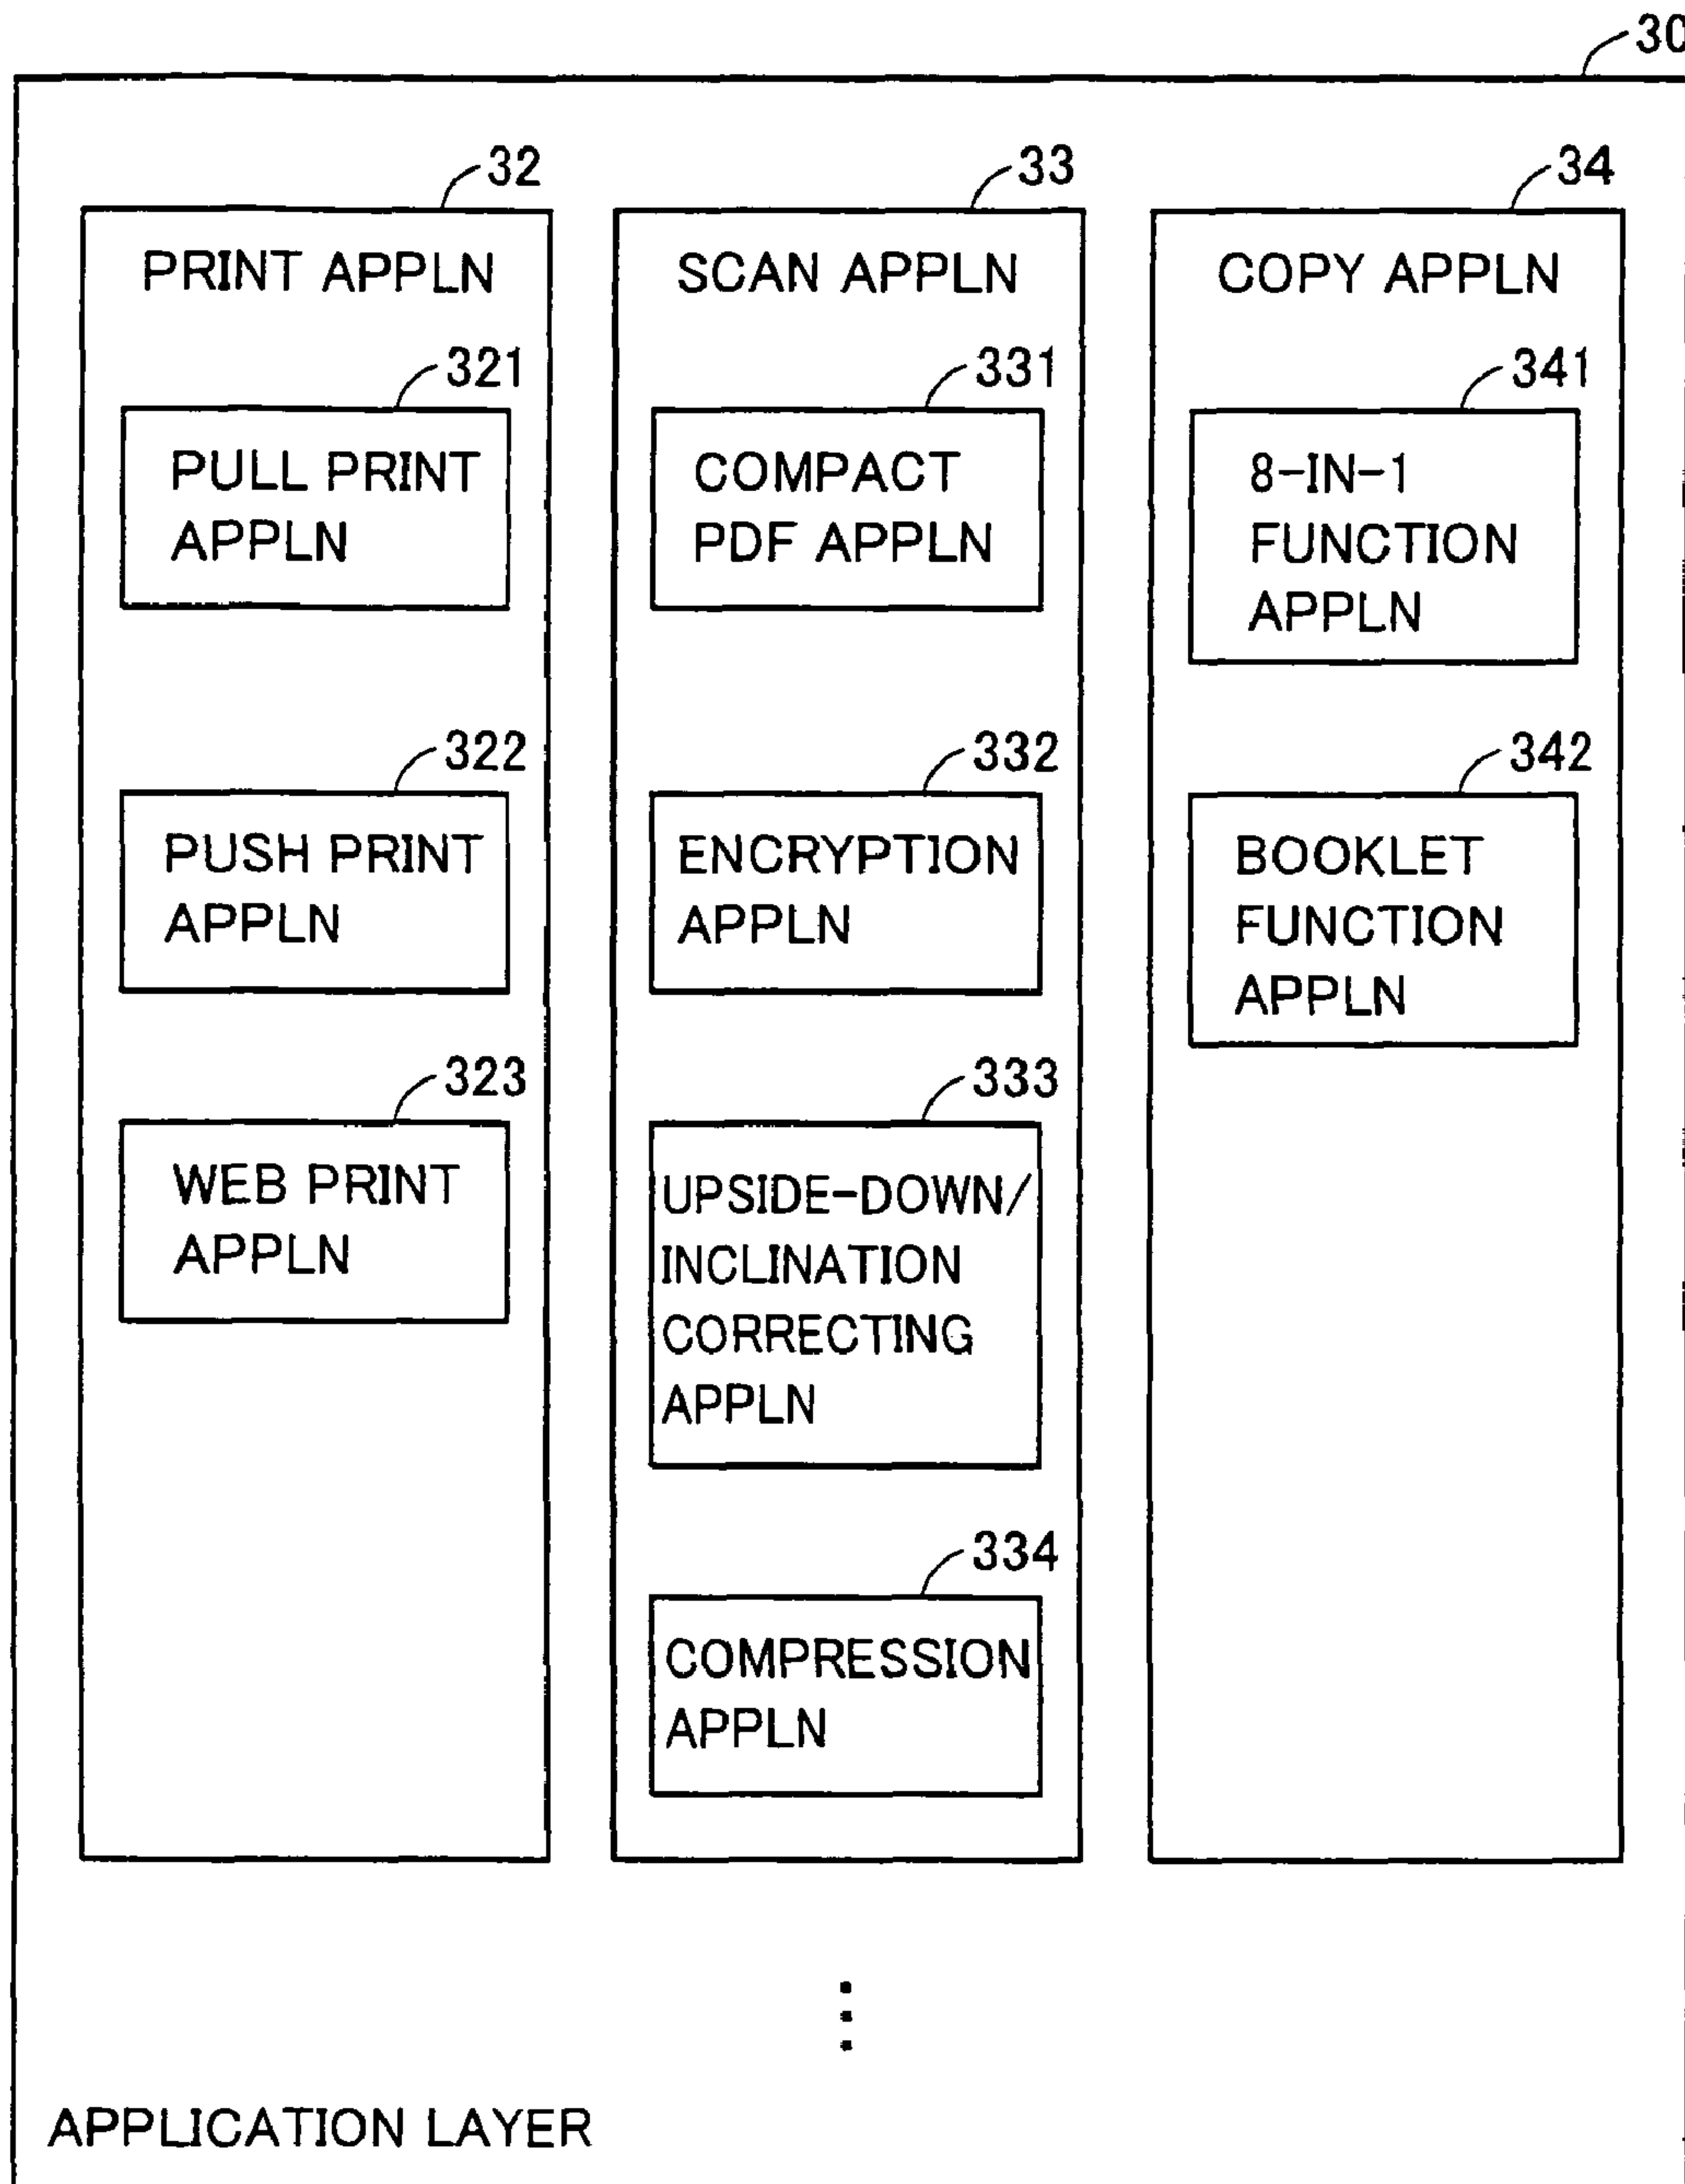 30
32
PRINT APPLN
321
PULL PRINT
APPLN
322
PUSH PRINT
APPLN
323
WEB PRINT
APPLN
33
SCAN APPLN
331
COMPACT
PDF APPLN
332
ENCRYPTION
APPLN
333
UPSIDE-DOWN/
INCLINATION
CORRECTING
APPLN
334
COMPRESSION
APPLN
34
COPY APPLN
341
8-IN-1
FUNCTION
APPLN
342
BOOKLET
FUNCTION
APPLN
⋮
APPLICATION LAYER